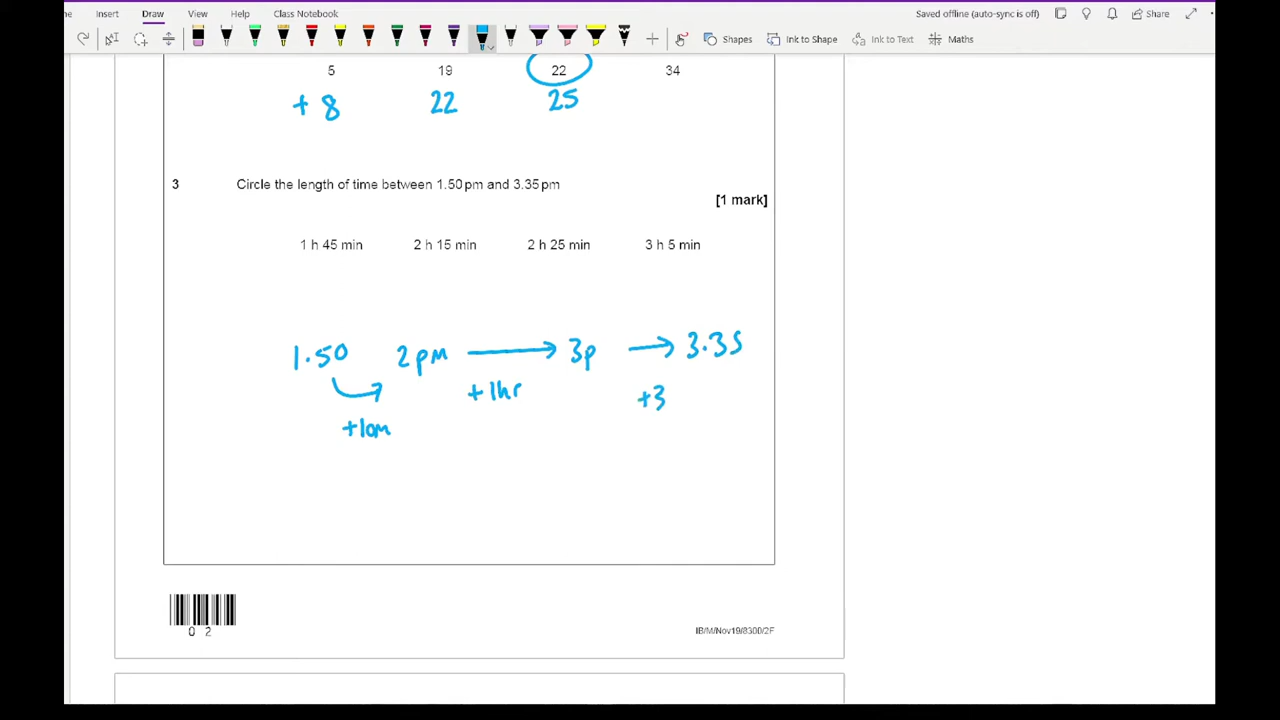 Insert Draw View Help Class Notebook Saved offline (auto-sync is off) Share
Shapes Ink to Shape Ink to Text Maths
5 19 22 34
+ 8 22 25
3 Circle the length of time between 1.50 pm and 3.35 pm
[1 mark]
1 h 45 min 2 h 15 min 2 h 25 min 3 h 5 min
1.50 2pm 3p 3.35
+1hr +3
+10m
0 2
IB/M/Nov19/8300/2F